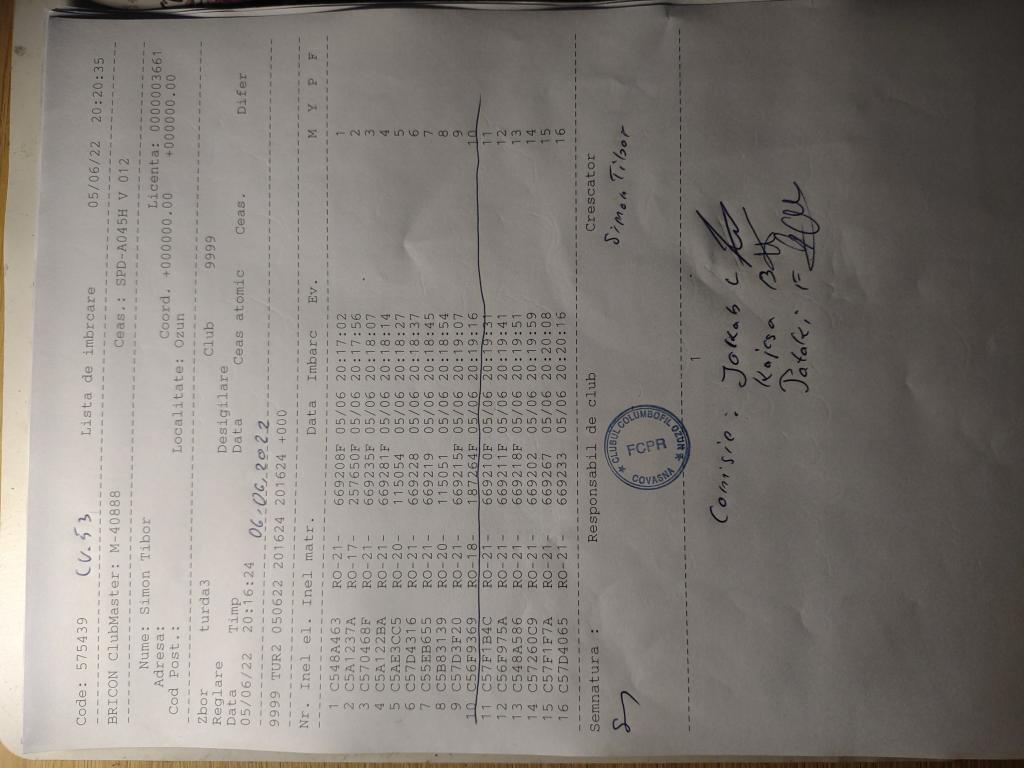 Code: 575439 CV.53 Lista de imbrcare 05/06/22 20:20:35
BRICON ClubMaster: M-40888 Ceas.: SPD-A045H V 012
Nume: Simon Tibor Licenta: 0000003661
Adresa: Coord. +000000.00 +000000.00
Cod Post.: Localitate: Ozun
Zbor turda3 Club 9999
Reglare Desigilare
Data Timp Data Ceas atomic Ceas. Difer
05/06/22 20:16:24 06.06.2022
9999 TUR2 050622 201624 201624 +000
Nr. Inel el. Inel matr. Data Imbarc Ev. M Y P F
1 C548A463 RO-21- 669208F 05/06 20:17:02 1
2 C5A1237A RO-17- 257650F 05/06 20:17:56 2
3 C570468F RO-21- 669235F 05/06 20:18:07 3
4 C5A122BA RO-21- 669281F 05/06 20:18:14 4
5 C5AE3CC5 RO-20- 115054 05/06 20:18:27 5
6 C57D4316 RO-21- 669228 05/06 20:18:37 6
7 C55EB655 RO-21- 669219 05/06 20:18:45 7
8 C5B83139 RO-20- 115051 05/06 20:18:54 8
9 C57D3F20 RO-21- 669215F 05/06 20:19:07 9
10 C56F9369 RO-18- 187264F 05/06 20:19:16 10
11 C57F1B4C RO-21- 669210F 05/06 20:19:31 11
12 C56F975A RO-21- 669211F 05/06 20:19:41 12
13 C548A586 RO-21- 669218F 05/06 20:19:51 13
14 C57260C9 RO-21- 669202 05/06 20:19:59 14
15 C57F1F7A RO-21- 669267 05/06 20:20:08 15
16 C57D4065 RO-21- 669233 05/06 20:20:16 16
Semnatura : Responsabil de club Crescator
Simon Tibor
CLUBUL COLUMBOFIL OZUN
FCPR
COVASNA
1
Comisie: Jakab L
B
Pataki F